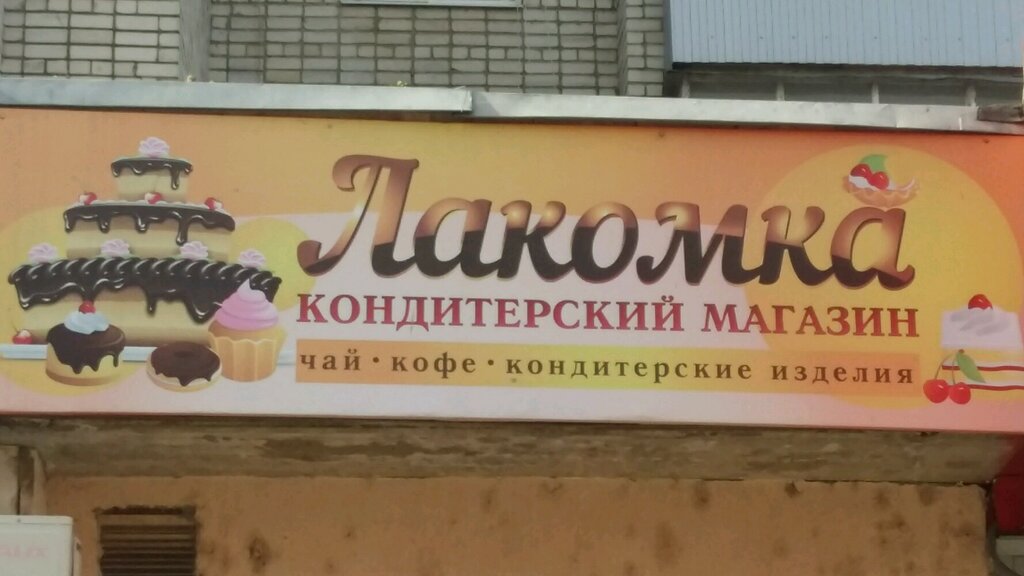 Лакомка
КОНДИТЕРСКИЙ МАГАЗИН
чай • кофе • кондитерские изделия